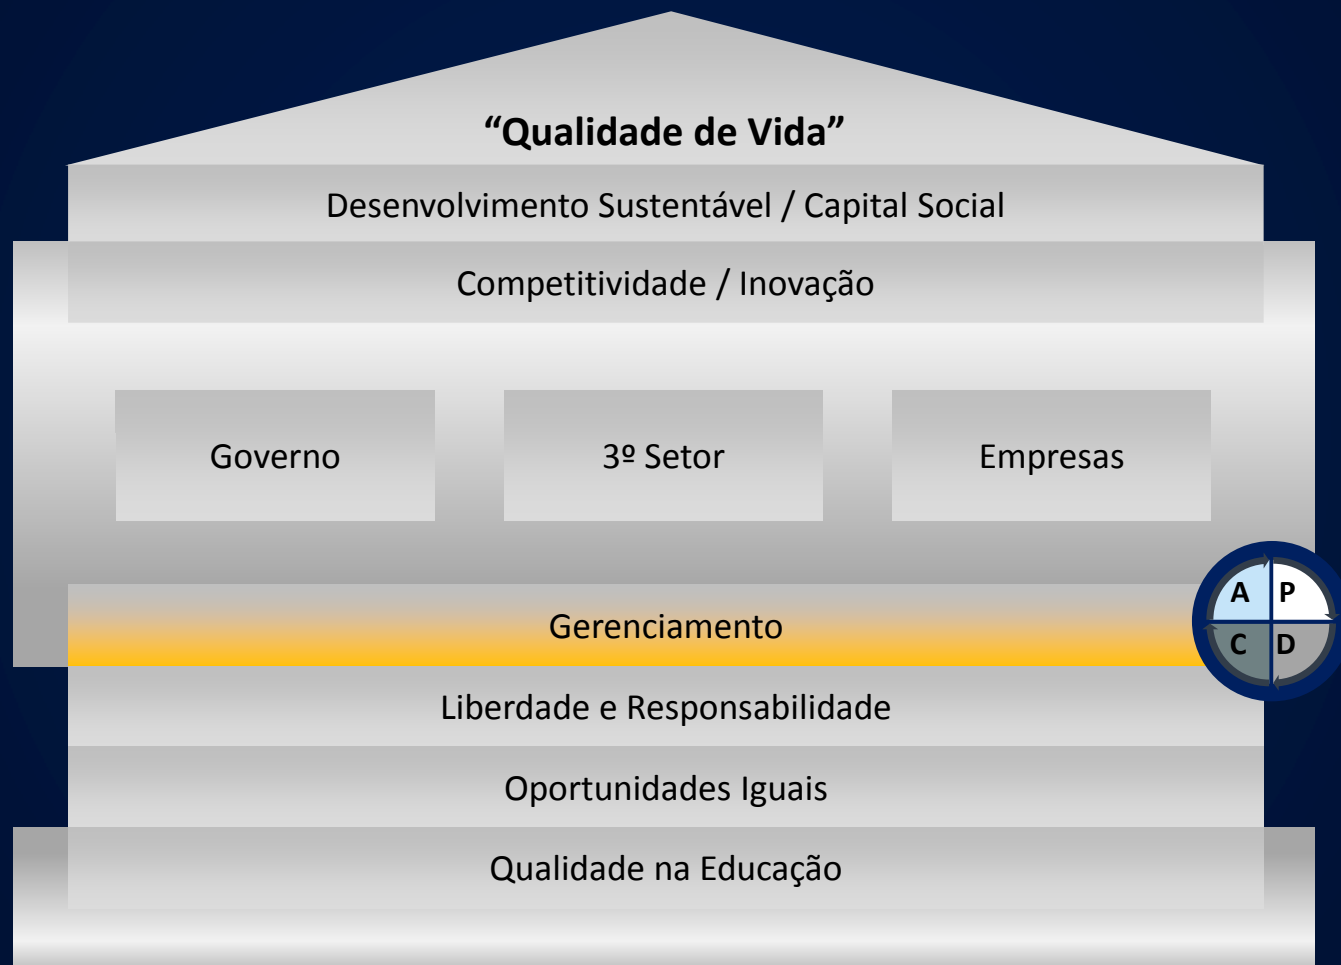 “Qualidade de Vida”
Desenvolvimento Sustentável / Capital Social
Competitividade / Inovação
Governo
3º Setor
Empresas
A P
Gerenciamento
C D
Liberdade e Responsabilidade
Oportunidades Iguais
Qualidade na Educação